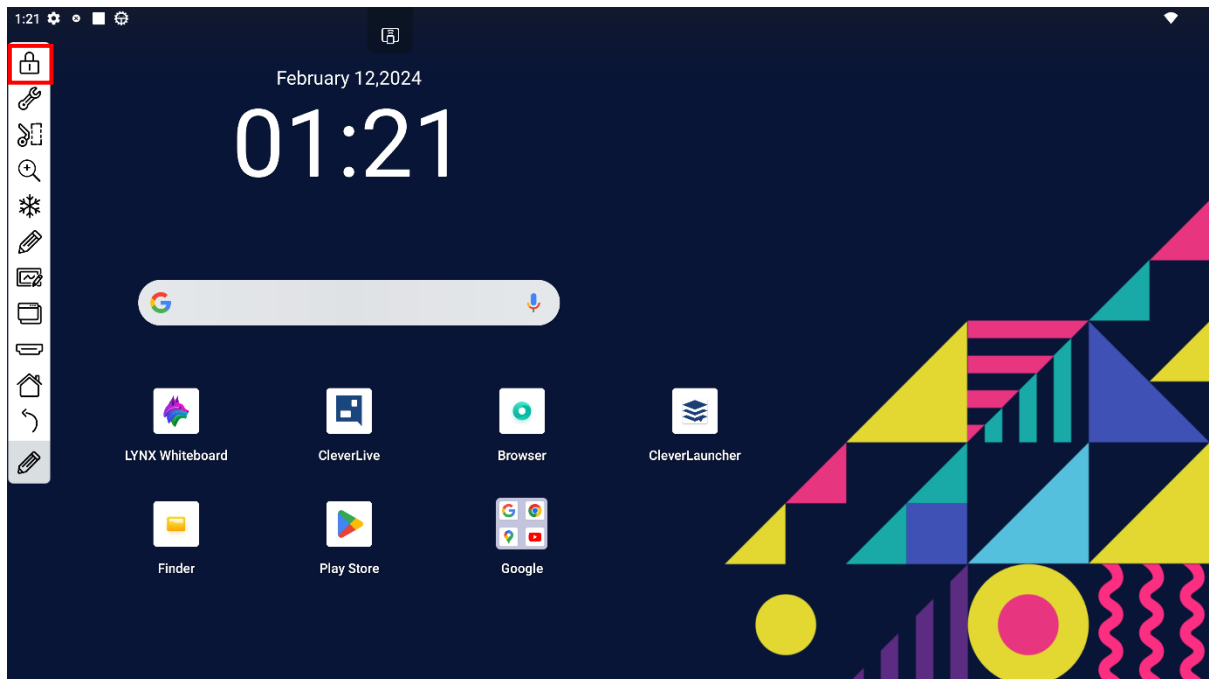 1:21
February 12,2024
01:21
LYNX Whiteboard
CleverLive
Browser
CleverLauncher
Finder
Play Store
Google